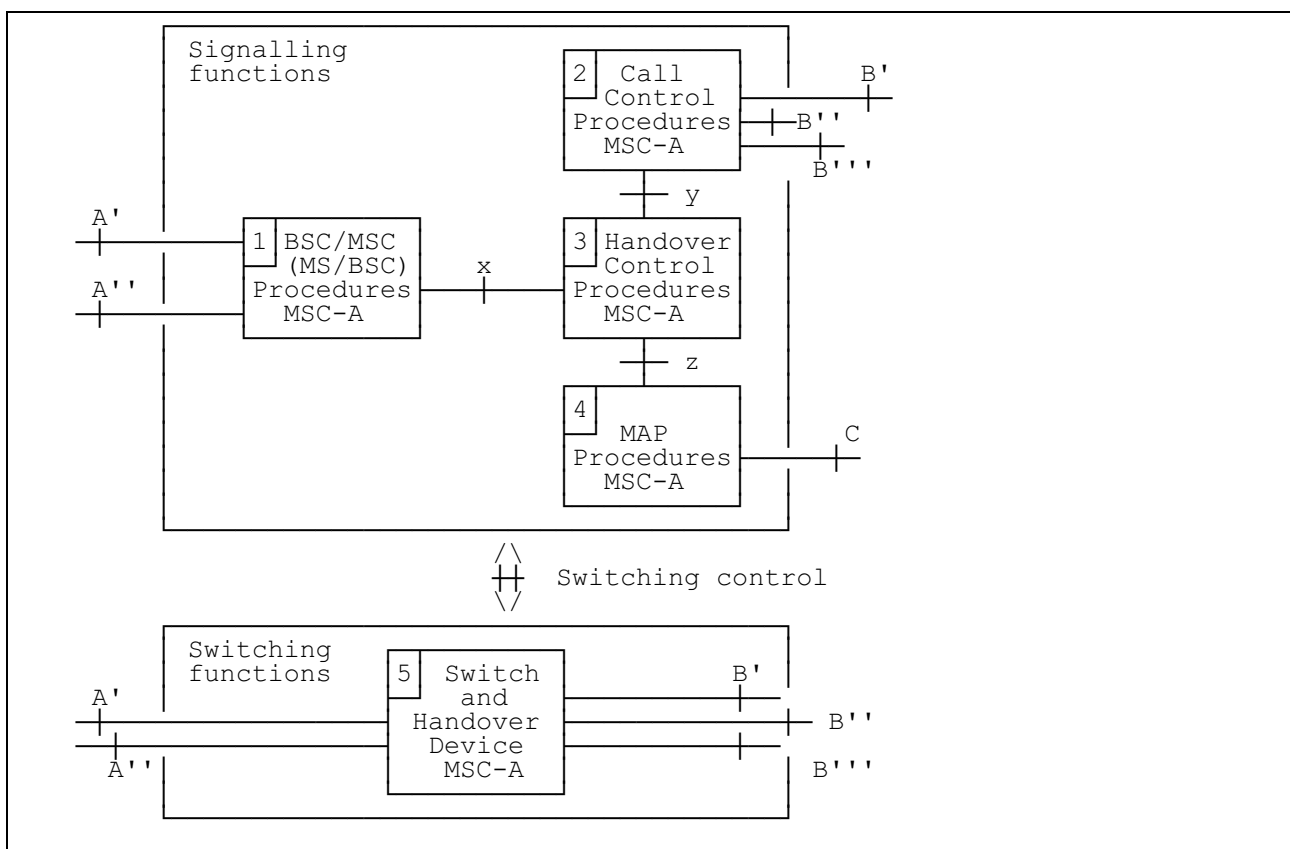 Signalling
functions
2 Call
Control
Procedures
MSC-A
B'
B''
B'''
y
A'
A''
1 BSC/MSC
(MS/BSC)
Procedures
MSC-A
x
3 Handover
Control
Procedures
MSC-A
z
4
MAP
Procedures
MSC-A
C
Switching control
Switching
functions
5 Switch
and
Handover
Device
MSC-A
A'
A''
B'
B''
B'''